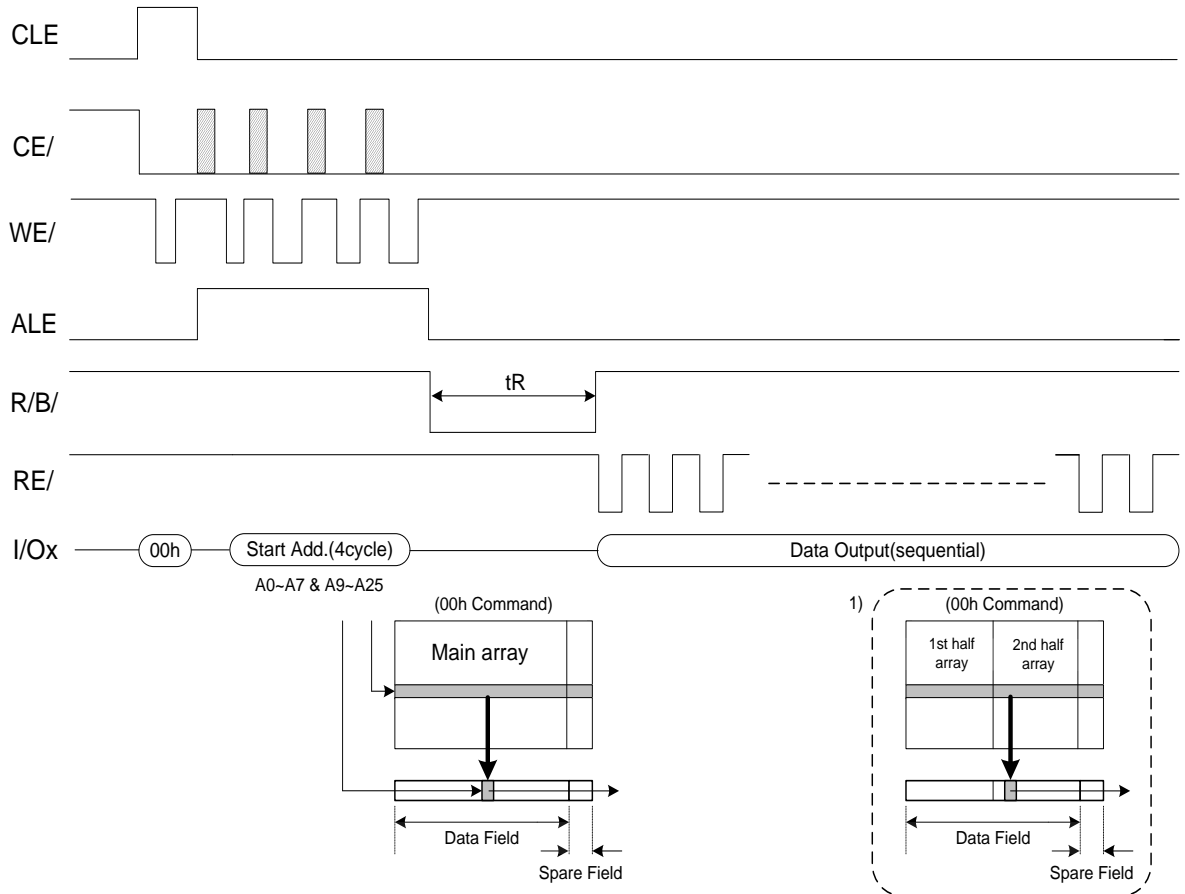 CLE
CE/
WE/
ALE
R/B/
tR
RE/
I/Ox
00h
Start Add.(4cycle)
Data Output(sequential)
A0~A7 & A9~A25
(00h Command)
Main array
Data Field
Spare Field
1)
(00h Command)
1st half
array
2nd half
array
Data Field
Spare Field